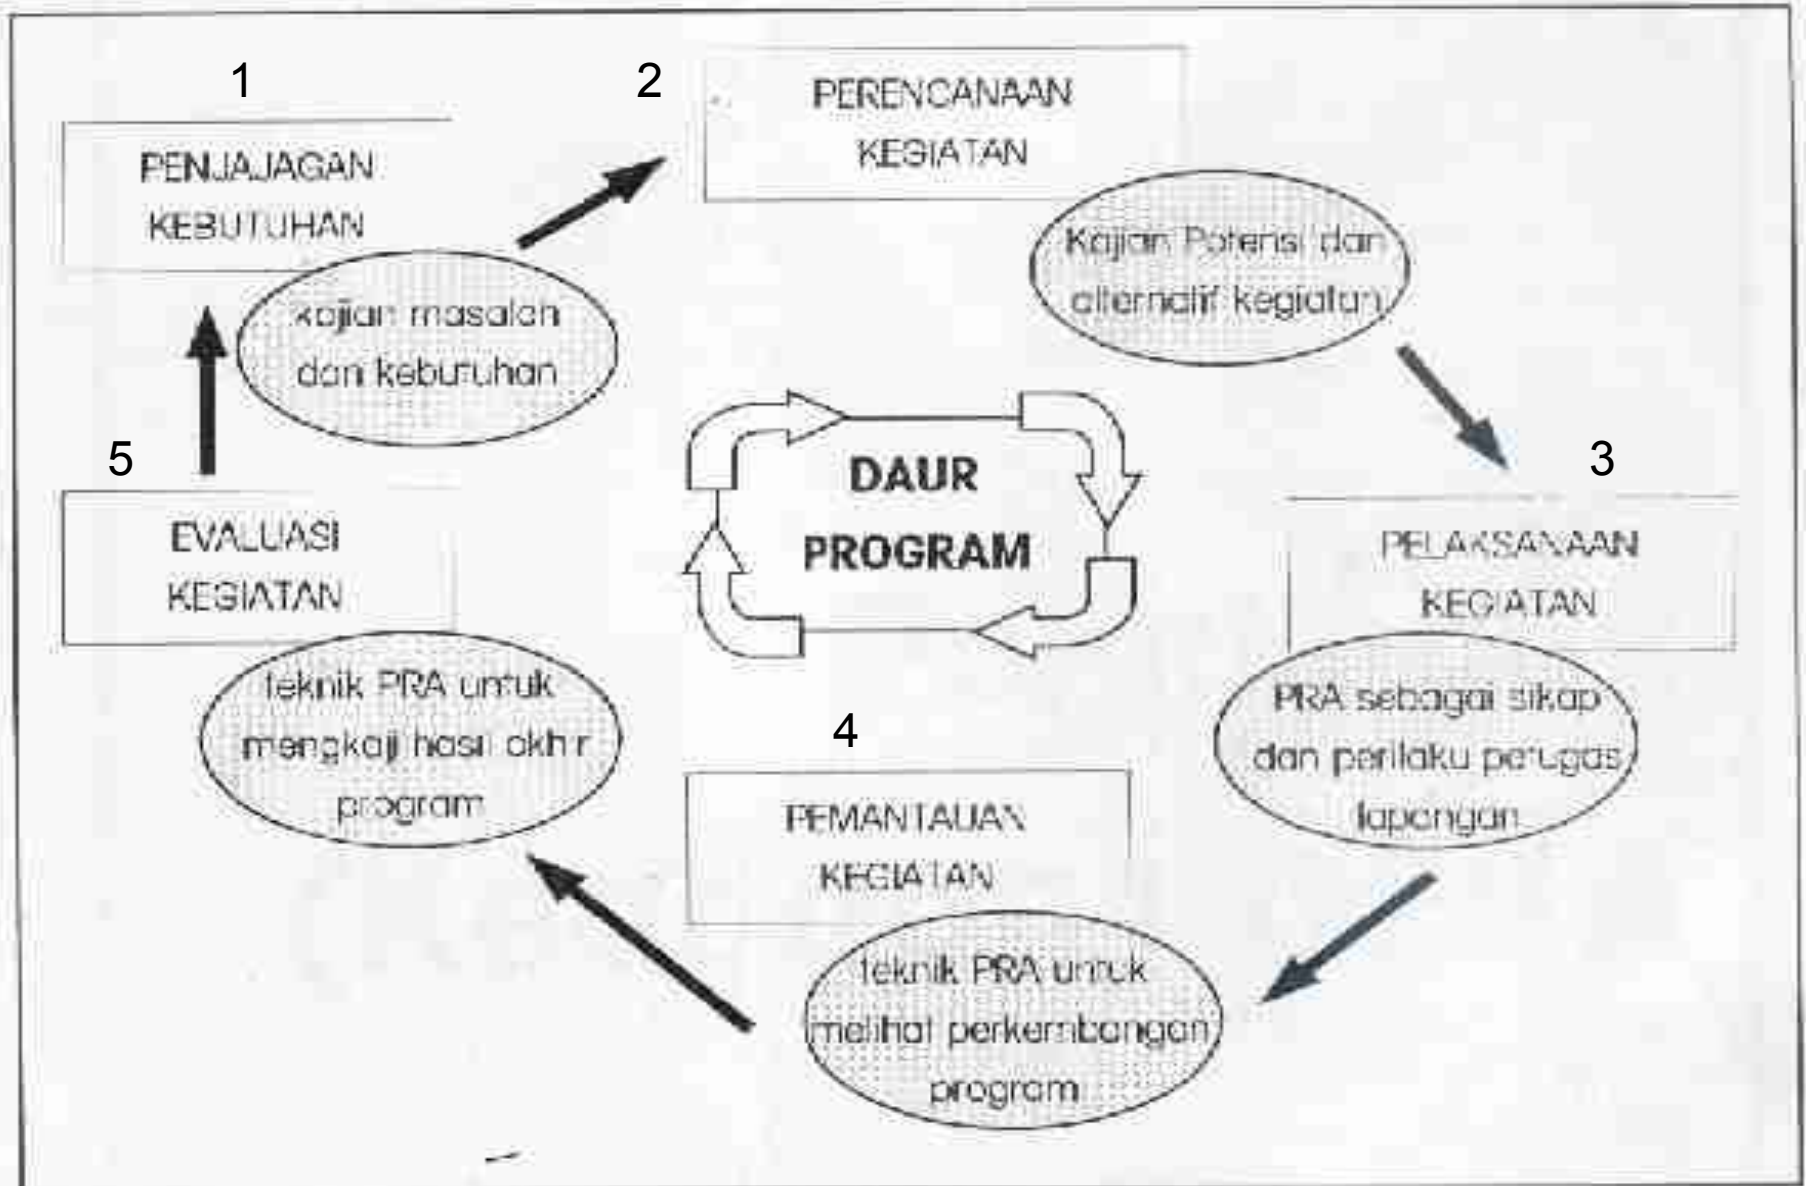 1
PENJAJAGAN
KEBUTUHAN
kajian masalah
dan kebutuhan
2
PERENCANAAN
KEGIATAN
Kajian Potensi dan
alternatif kegiatan
3
PELAKSANAAN
KEGIATAN
PRA sebagai sikap
dan perilaku petugas
lapangan
4
PEMANTAUAN
KEGIATAN
teknik PRA untuk
melihat perkembangan
program
5
EVALUASI
KEGIATAN
teknik PRA untuk
mengkaji hasil akhir
program
DAUR
PROGRAM